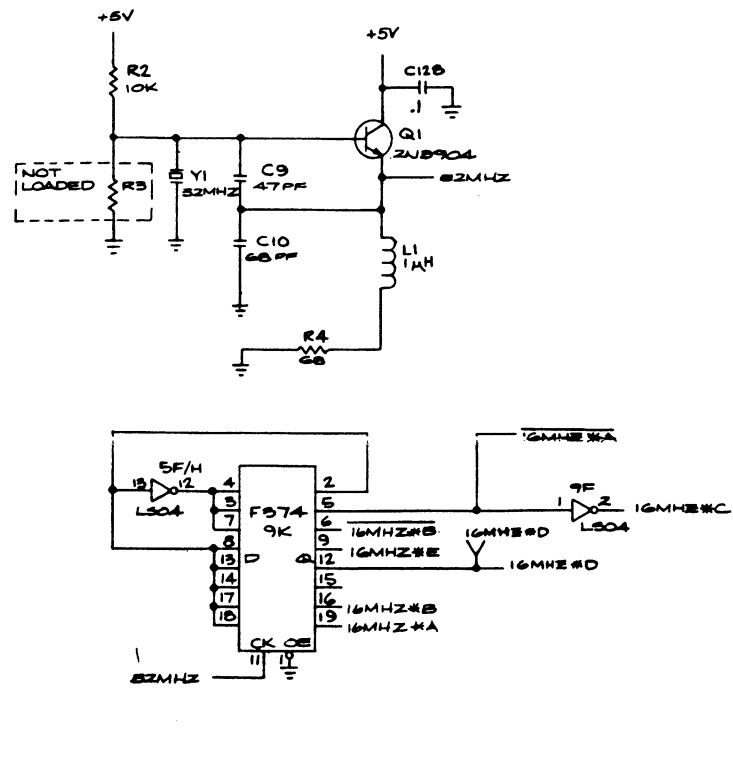 +5V
+5V
R2
10K
C128
.1
Q1
2N3904
NOT
LOADED
R3
Y1
32MHZ
C9
47PF
32MHZ
C10
68PF
L1
1µH
R4
68
16MHZ*A
5F/H
13 12
LS04
4
3
7
8
13
14
17
18
F374
9K
D Q
CK OE
2
5
6
9
12
15
16
19
16MHZ*B
16MHZ*E
16MHZ*B
16MHZ*A
16MHZ*D
16MHZ*D
9F
1 2
LS04
16MHZ*C
11 1
32MHZ